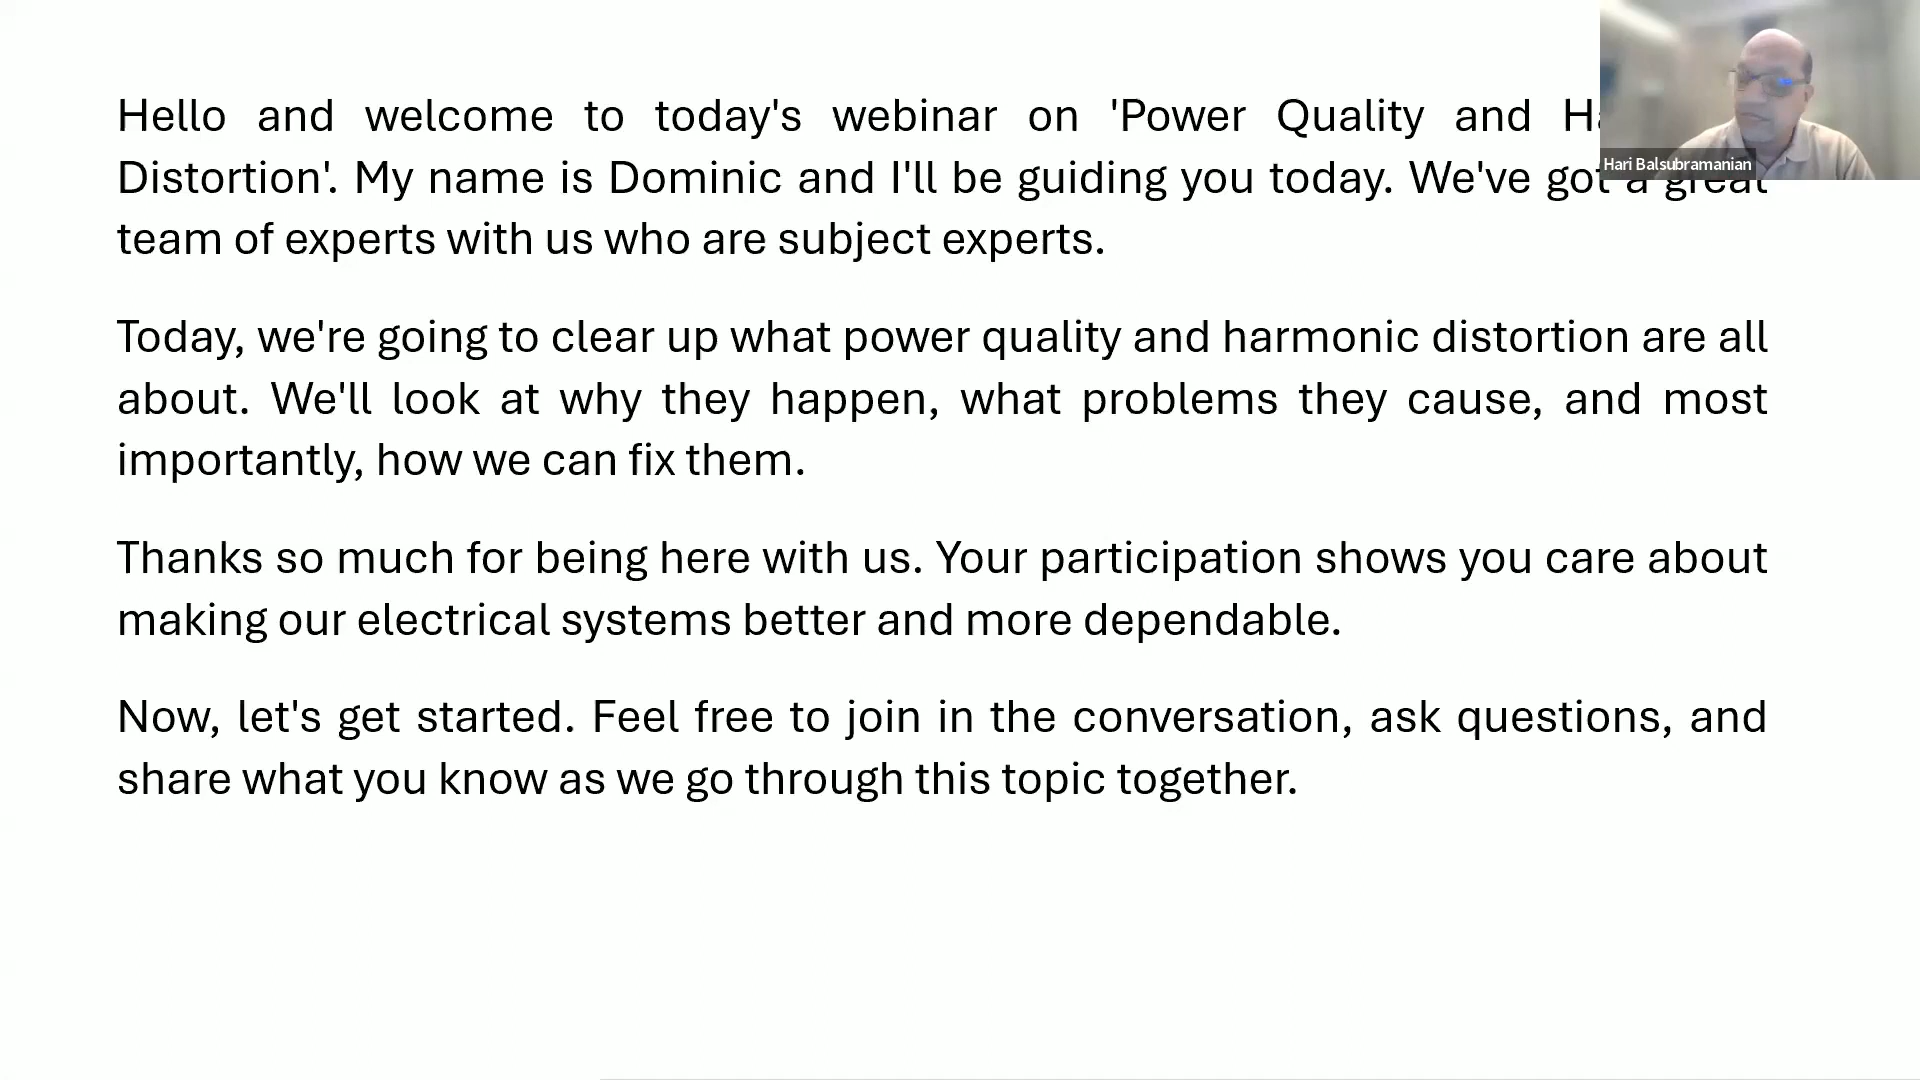 Hello and welcome to today's webinar on 'Power Quality and
Distortion'. My name is Dominic and I'll be guiding you today. We've got a great
team of experts with us who are subject experts.
Today, we're going to clear up what power quality and harmonic distortion are all
about. We'll look at why they happen, what problems they cause, and most
importantly, how we can fix them.
Thanks so much for being here with us. Your participation shows you care about
making our electrical systems better and more dependable.
Now, let's get started. Feel free to join in the conversation, ask questions, and
share what you know as we go through this topic together.
Hari Balsubramanian